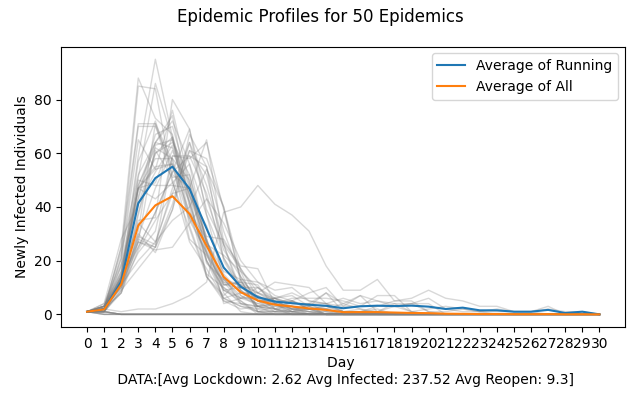 Epidemic Profiles for 50 Epidemics
Average of Running
Average of All
Newly Infected Individuals
80
60
40
20
0
0 1 2 3 4 5 6 7 8 9 10 11 12 13 14 15 16 17 18 19 20 21 22 23 24 25 26 27 28 29 30
Day
DATA:[Avg Lockdown: 2.62 Avg Infected: 237.52 Avg Reopen: 9.3]